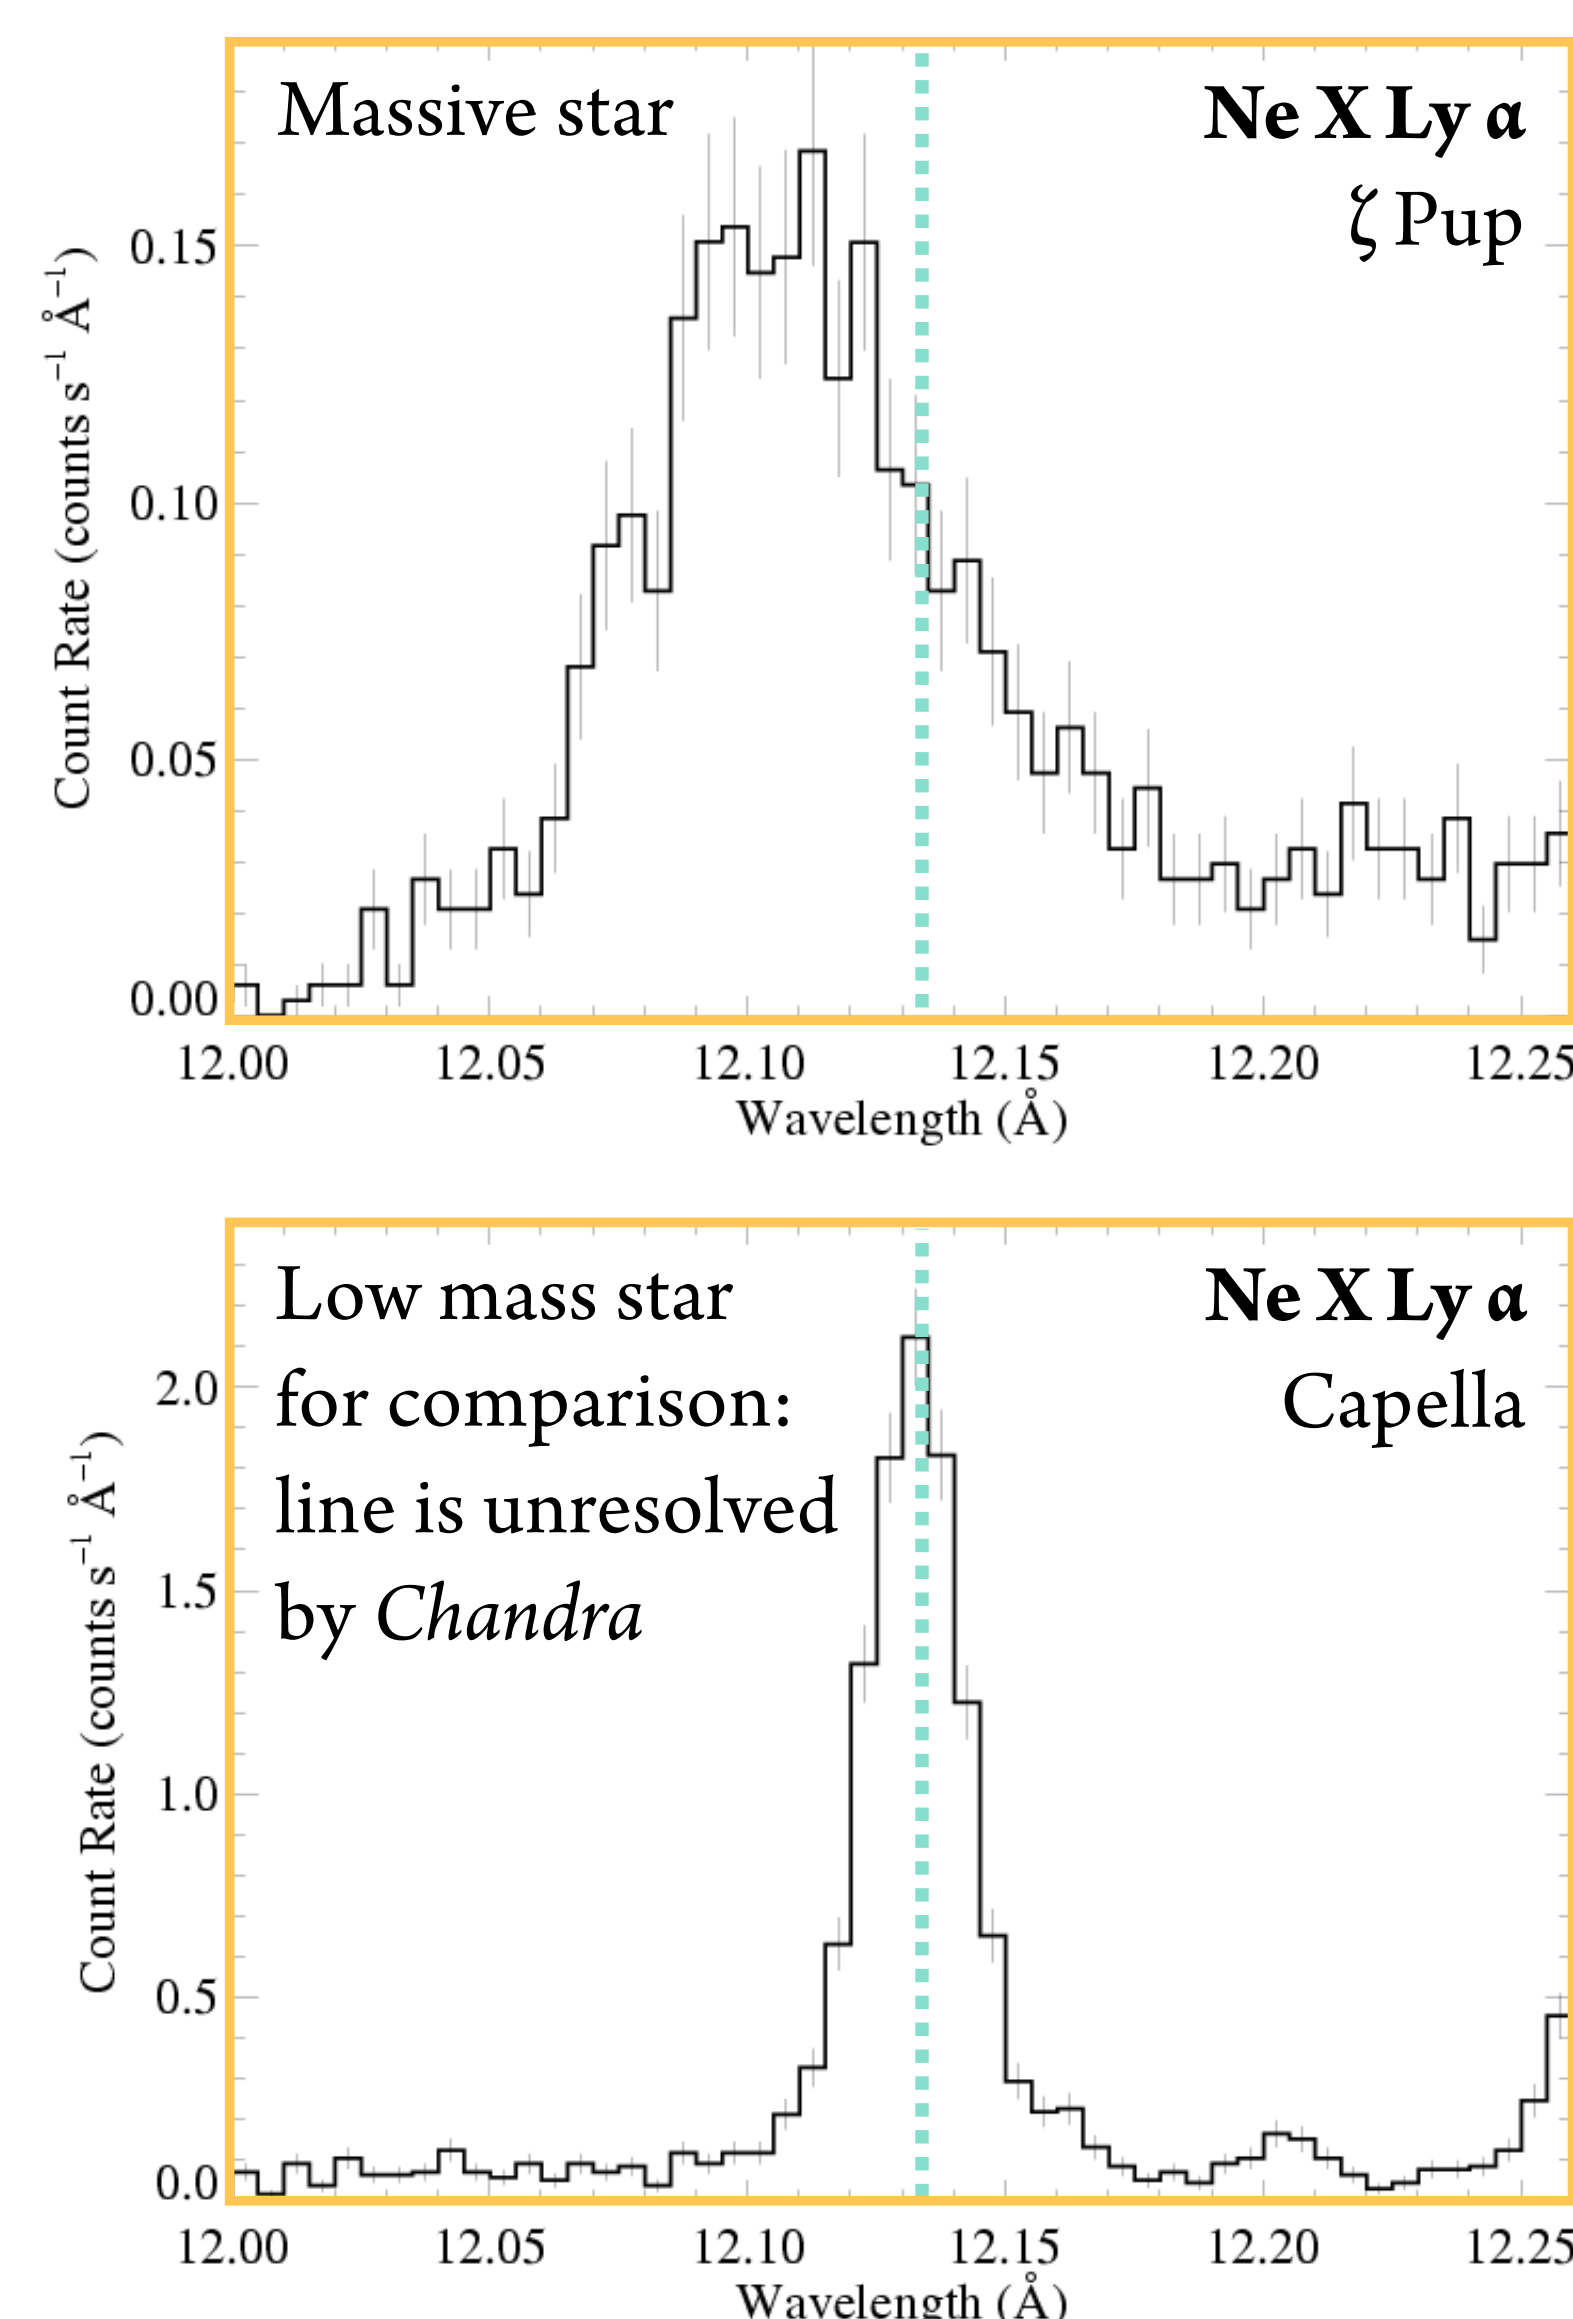 Massive star
Ne X Ly α
ζ Pup
Count Rate (counts s⁻¹ Å⁻¹)
0.15
0.10
0.05
0.00
12.00 12.05 12.10 12.15 12.20 12.25
Wavelength (Å)
Low mass star
for comparison:
line is unresolved
by Chandra
Ne X Ly α
Capella
Count Rate (counts s⁻¹ Å⁻¹)
2.0
1.5
1.0
0.5
0.0
12.00 12.05 12.10 12.15 12.20 12.25
Wavelength (Å)